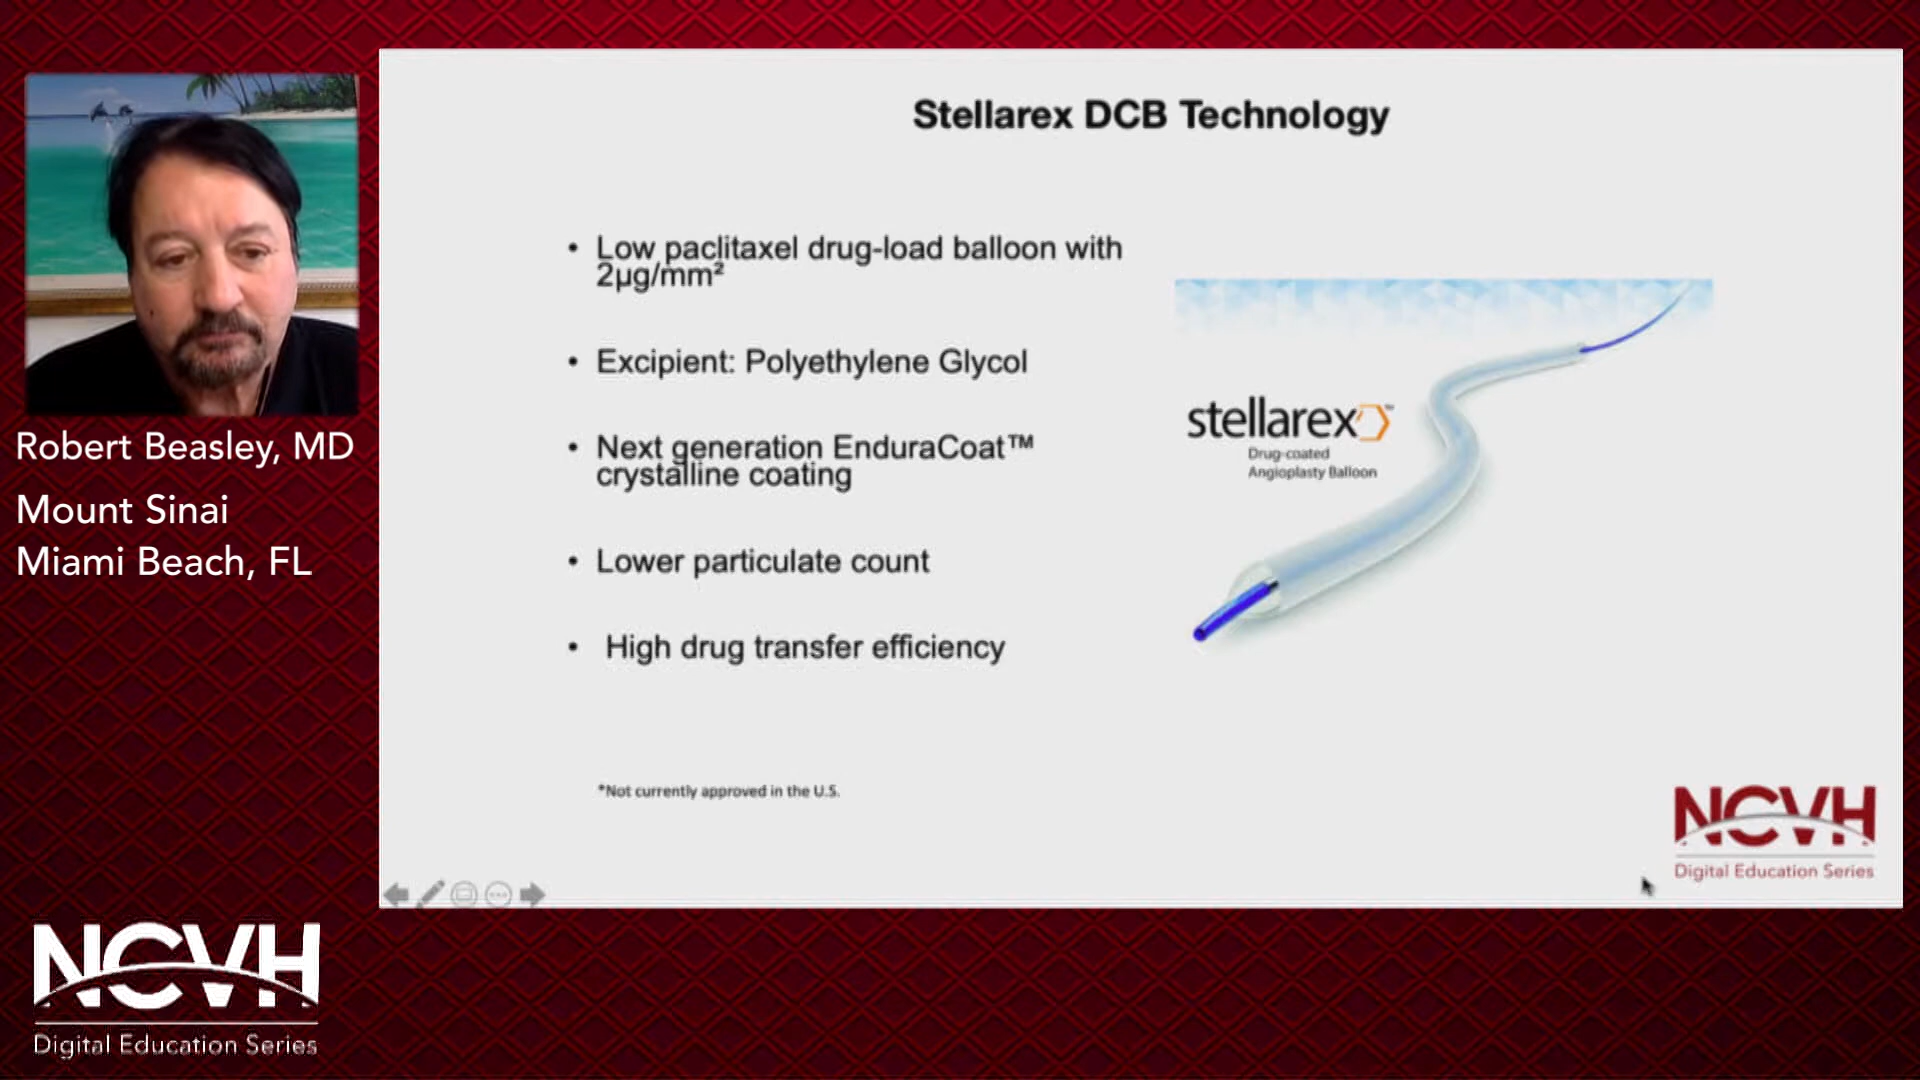 Stellarex DCB Technology
• Low paclitaxel drug-load balloon with
2µg/mm²
• Excipient: Polyethylene Glycol
• Next generation EnduraCoat™
crystalline coating
• Lower particulate count
• High drug transfer efficiency
*Not currently approved in the U.S.
stellarex™
Drug-coated
Angioplasty Balloon
NCVH
Digital Education Series
Robert Beasley, MD
Mount Sinai
Miami Beach, FL
NCVH
Digital Education Series